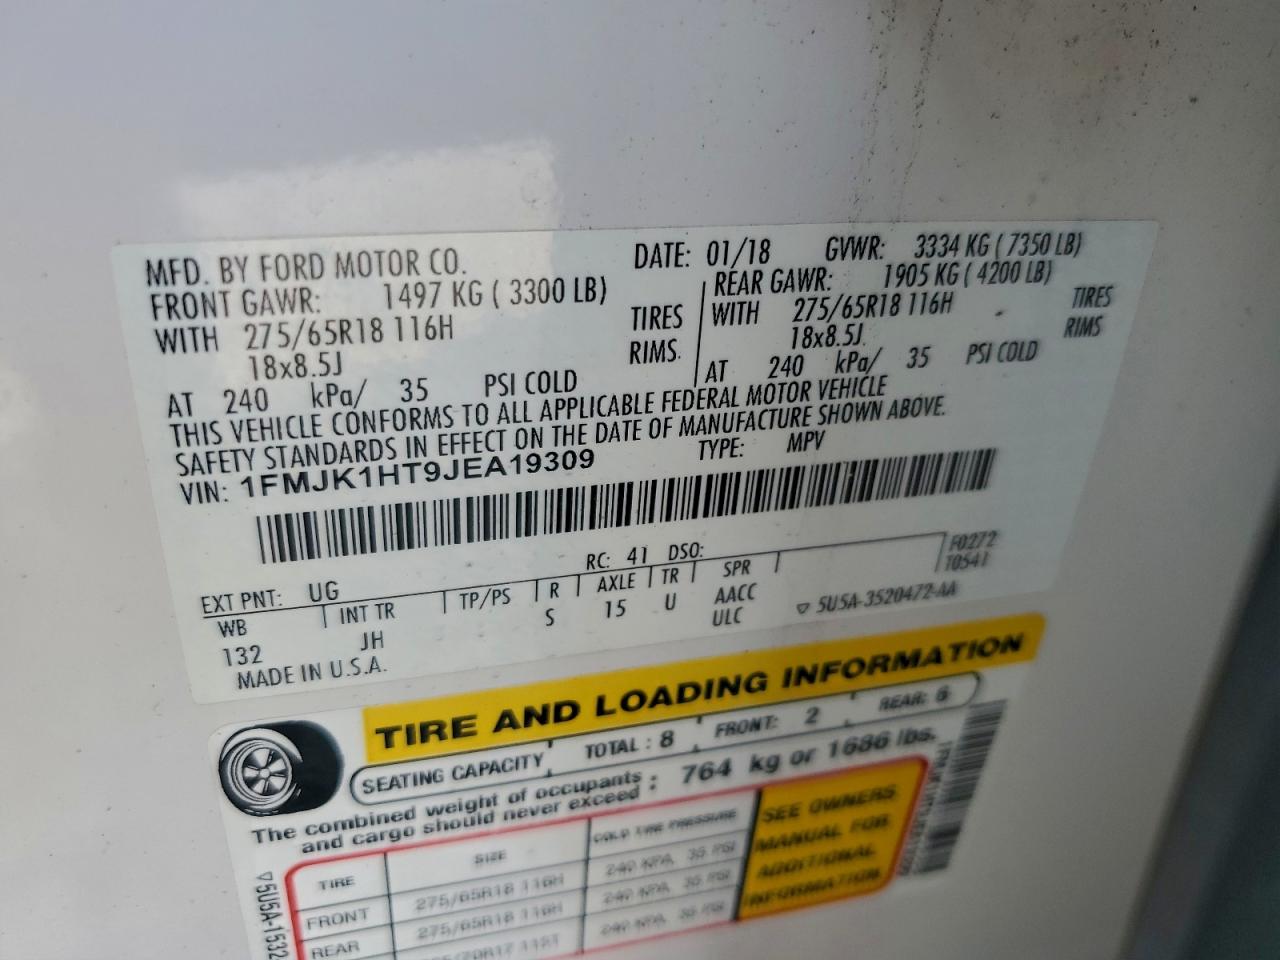 MFD. BY FORD MOTOR CO.
DATE: 01/18 GVWR: 3334 KG ( 7350 LB)
FRONT GAWR: 1497 KG ( 3300 LB)
WITH 275/65R18 116H TIRES
18x8.5J RIMS.
AT 240 kPa/ 35 PSI COLD
REAR GAWR: 1905 KG ( 4200 LB)
WITH 275/65R18 116H TIRES
18x8.5J. RIMS
AT 240 kPa/ 35 PSI COLD
THIS VEHICLE CONFORMS TO ALL APPLICABLE FEDERAL MOTOR VEHICLE
SAFETY STANDARDS IN EFFECT ON THE DATE OF MANUFACTURE SHOWN ABOVE.
VIN: 1FMJK1HT9JEA19309 TYPE: MPV
F0272
RC: 41 DSO: T0541
EXT PNT: UG
WB INT TR TP/PS R AXLE TR SPR
132 JH S 15 U AACC
ULC
▽ 5U5A-3520472-AA
MADE IN U.S.A.
TIRE AND LOADING INFORMATION
SEATING CAPACITY TOTAL : 8 FRONT: 2 REAR: 6
The combined weight of occupants
and cargo should never exceed : 764 kg or 1686 lbs.
TIRE SIZE COLD TIRE PRESSURE
FRONT 275/65R18 116H 240 KPA, 35 PSI
REAR 275/65R18 116H 240 KPA, 35 PSI
240 KPA, 35 PSI
SEE OWNERS
MANUAL FOR
ADDITIONAL
INFORMATION
▽5U5A-1532